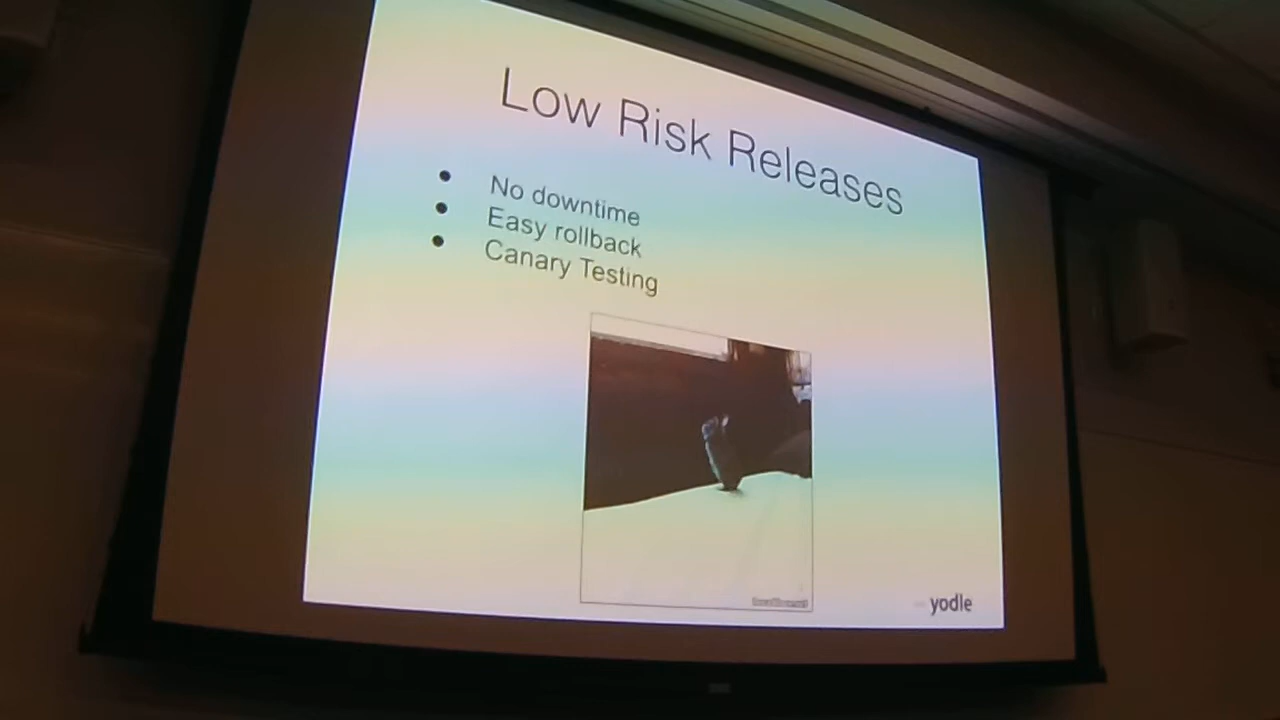 Low Risk Releases
No downtime
Easy rollback
Canary Testing
yodle